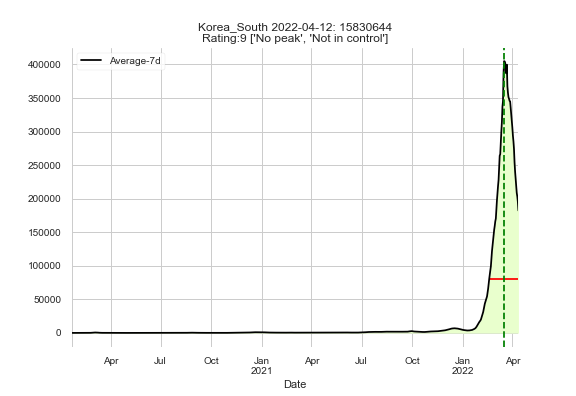 Korea_South 2022-04-12: 15830644
Rating:9 ['No peak', 'Not in control']
Average-7d
400000
350000
300000
250000
200000
150000
100000
50000
0
Apr Jul Oct Jan Apr Jul Oct Jan Apr
2021 2022
Date